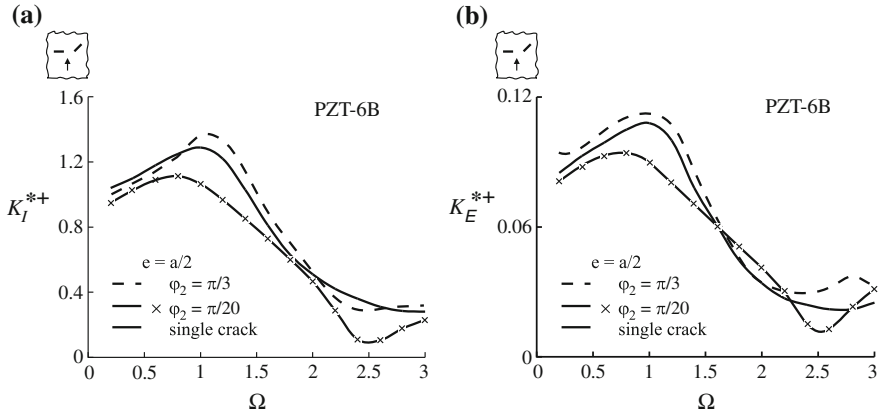 (a)
1.6
1.2
0.8
0.4
0
K_I^{*+}
PZT-6B
e = a/2
φ₂ = π/3
× φ₂ = π/20
single crack
0 0.5 1 1.5 2 2.5 3
Ω
(b)
0.12
0.06
0
K_E^{*+}
PZT-6B
e = a/2
φ₂ = π/3
× φ₂ = π/20
single crack
0 0.5 1 1.5 2 2.5 3
Ω